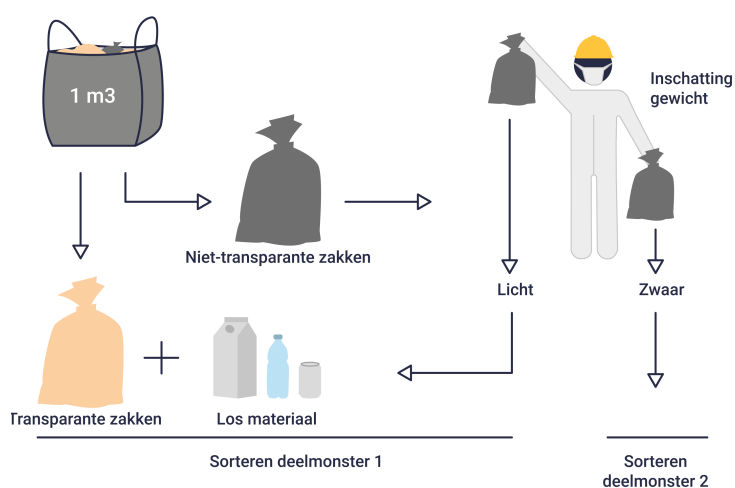 1 m3
Inschatting
gewicht
Niet-transparante zakken
Licht
Zwaar
Transparante zakken
Los materiaal
Sorteren deelmonster 1
Sorteren
deelmonster 2